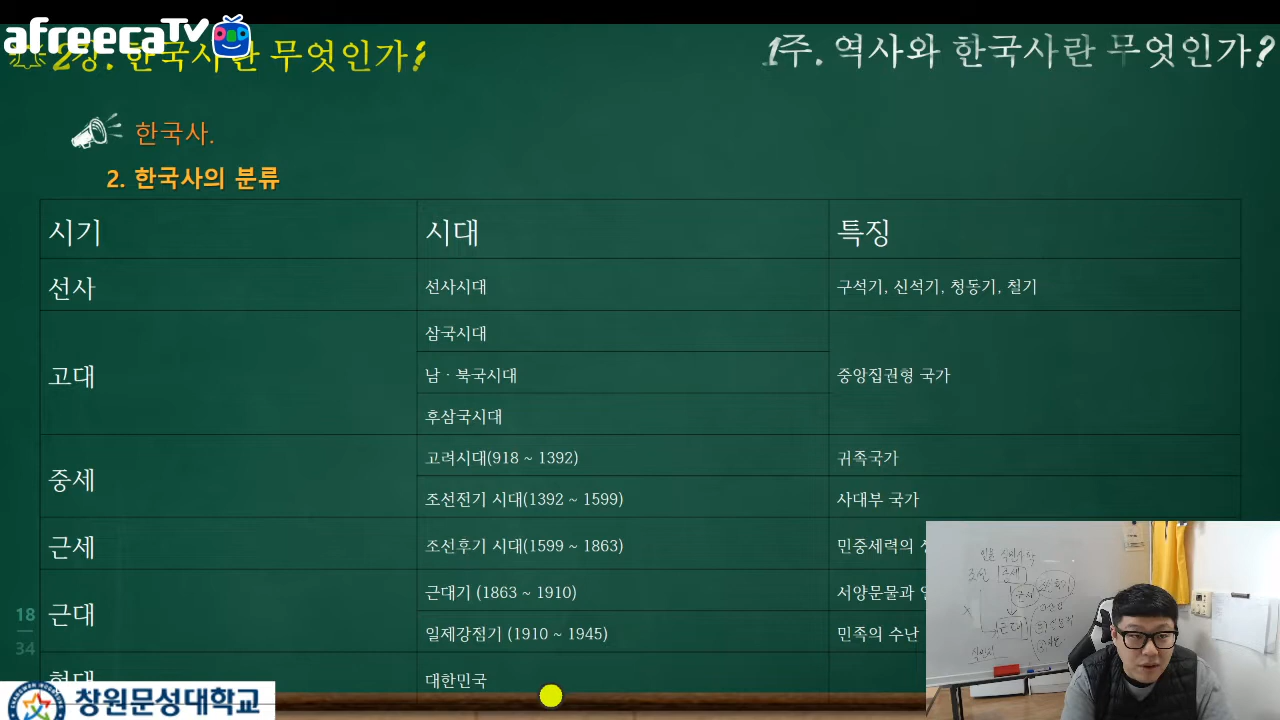 afreecaTV
2강. 한국사란 무엇인가?
1주. 역사와 한국사란 무엇인가?
한국사.
2. 한국사의 분류
시기 시대 특징
선사 선사시대 구석기, 신석기, 청동기, 철기
고대 삼국시대
남·북국시대 중앙집권형 국가
후삼국시대
중세 고려시대(918 ~ 1392) 귀족국가
조선전기 시대(1392 ~ 1599) 사대부 국가
근세 조선후기 시대(1599 ~ 1863) 민중세력의
근대 근대기 (1863 ~ 1910) 서양문물과
일제강점기 (1910 ~ 1945) 민족의 수난
현대 대한민국
18
34
창원문성대학교
조선
근대